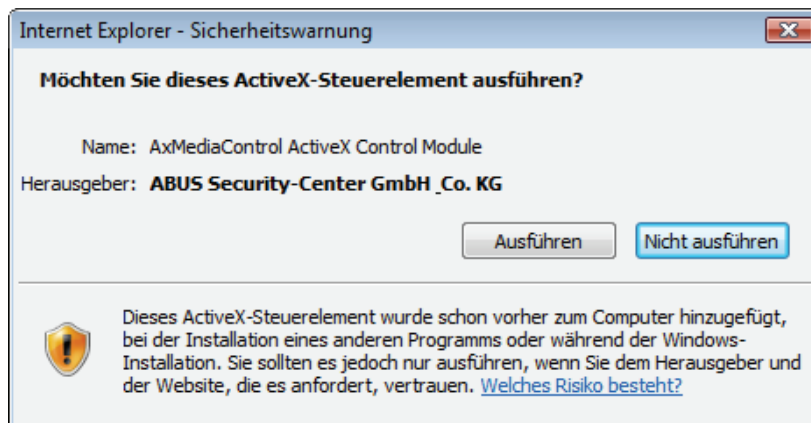 Internet Explorer - Sicherheitswarnung
Möchten Sie dieses ActiveX-Steuerelement ausführen?
Name: AxMediaControl ActiveX Control Module
Herausgeber: ABUS Security-Center GmbH _Co. KG
Ausführen Nicht ausführen
Dieses ActiveX-Steuerelement wurde schon vorher zum Computer hinzugefügt,
bei der Installation eines anderen Programms oder während der Windows-
Installation. Sie sollten es jedoch nur ausführen, wenn Sie dem Herausgeber und
der Website, die es anfordert, vertrauen. Welches Risiko besteht?